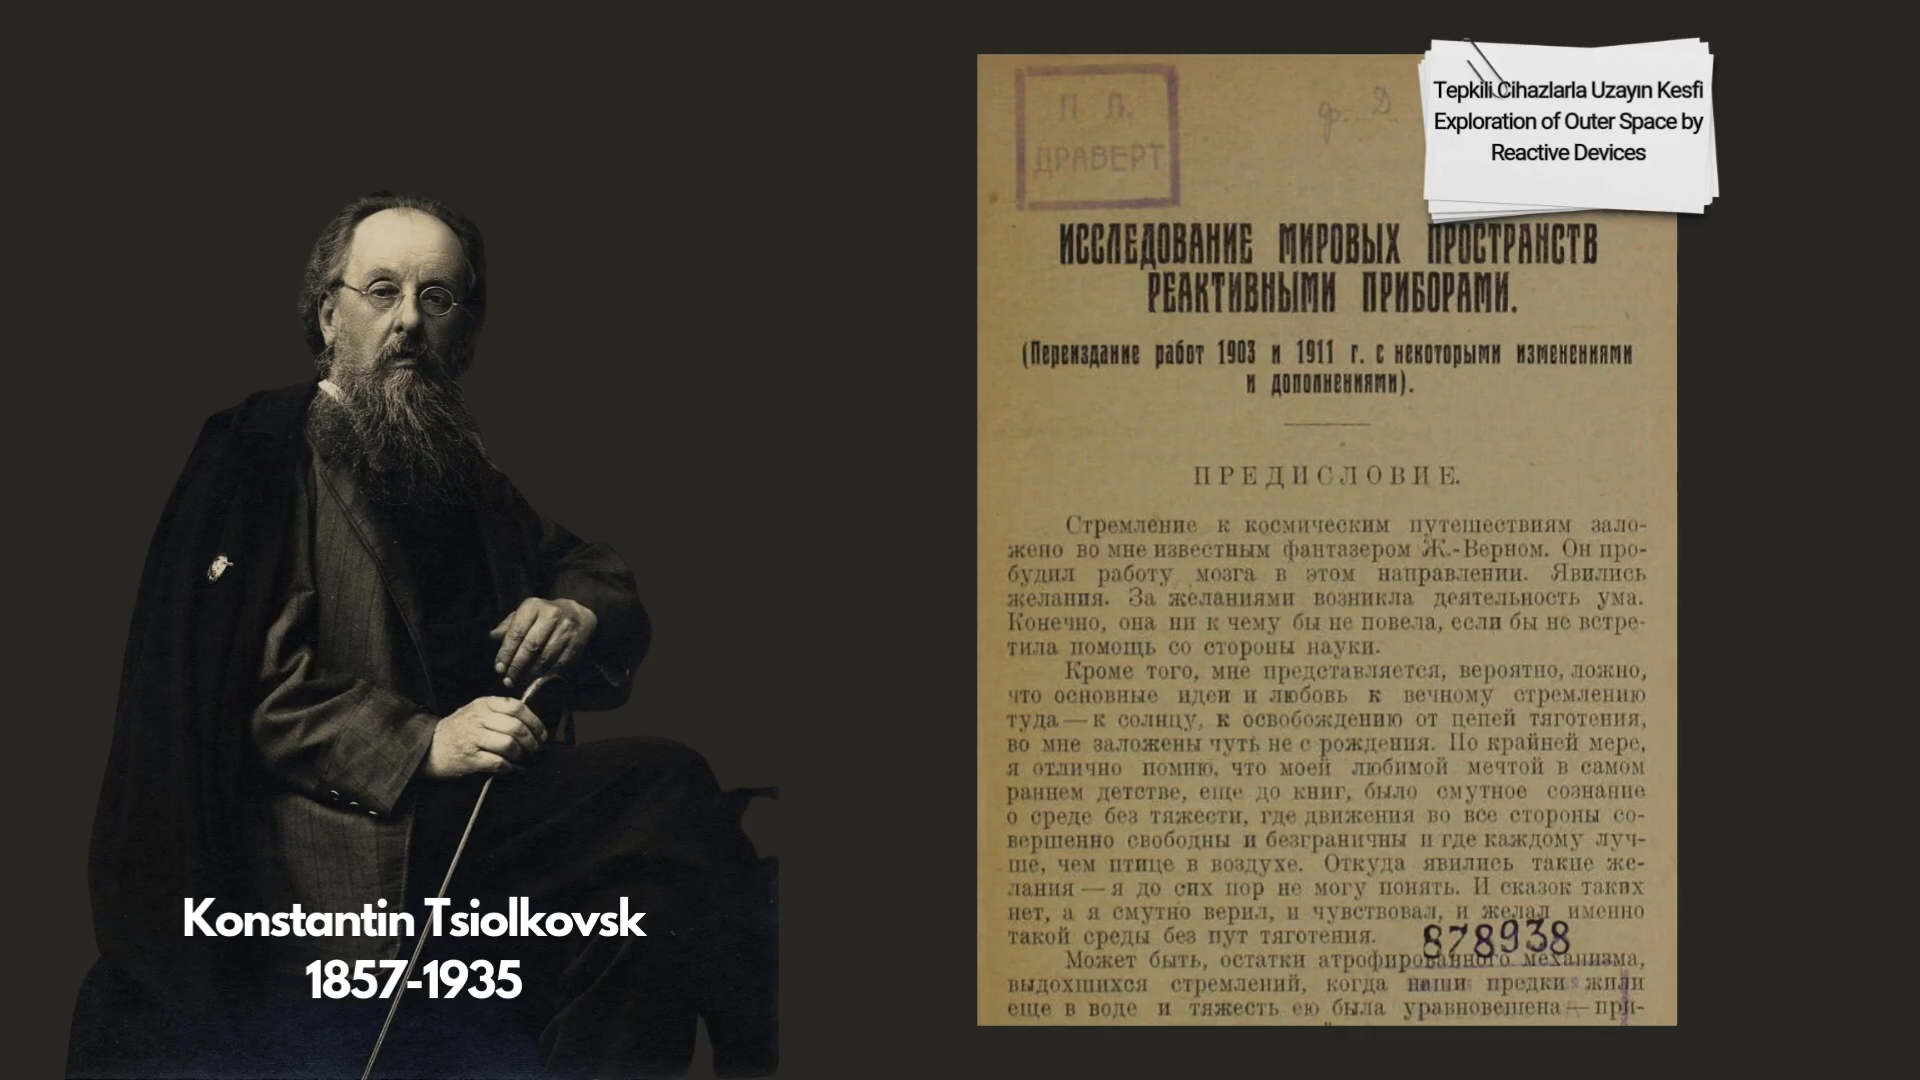 Konstantin Tsiolkovsk
1857-1935
Tepkili Cihazlarla Uzayın Kesfi
Exploration of Outer Space by
Reactive Devices
П. Л.
ДРАВЕРТ
ф. Д
ИССЛЕДОВАНИЕ МИРОВЫХ ПРОСТРАНСТВ
РЕАКТИВНЫМИ ПРИБОРАМИ.
(Переиздание работ 1903 и 1911 г. с некоторыми изменениями
и дополнениями).
ПРЕДИСЛОВИЕ.
Стремление к космическим путешествиям зало-
жено во мне известным фантазером Ж.-Верном. Он про-
будил работу мозга в этом направлении. Явились
желания. За желаниями возникла деятельность ума.
Конечно, она ни к чему бы не повела, если бы не встре-
тила помощь со стороны науки.
Кроме того, мне представляется, вероятно, ложно,
что основные идеи и любовь к вечному стремлению
туда — к солнцу, к освобождению от цепей тяготения,
во мне заложены чуть не с рождения. По крайней мере,
я отлично помню, что моей любимой мечтой в самом
раннем детстве, еще до книг, было смутное сознание
о среде без тяжести, где движения во все стороны со-
вершенно свободны и безграничны и где каждому луч-
ше, чем птице в воздухе. Откуда явились такие же-
лания — я до сих пор не могу понять. И сказок таких
нет, а я смутно верил, и чувствовал, и желал именно
такой среды без пут тяготения.
878938
Может быть, остатки атрофированного механизма,
выдохшихся стремлений, когда наши предки жили
еще в воде и тяжесть ею была уравновешена — при-